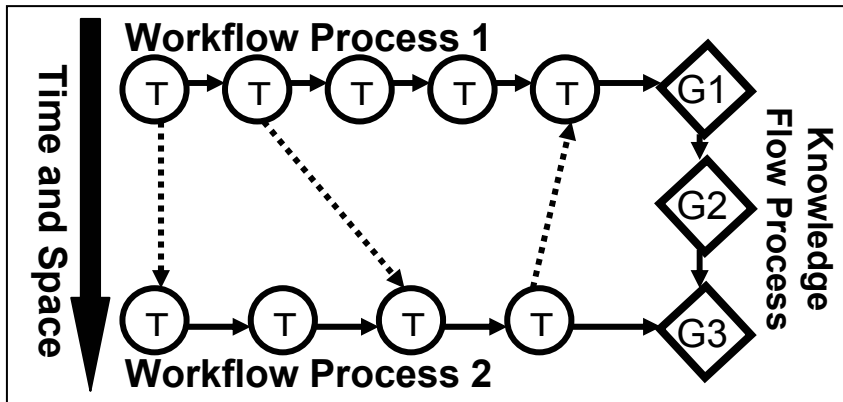 Workflow Process 1
Time and Space
T T T T T G1
Knowledge
Flow Process
G2
T T T T G3
Workflow Process 2